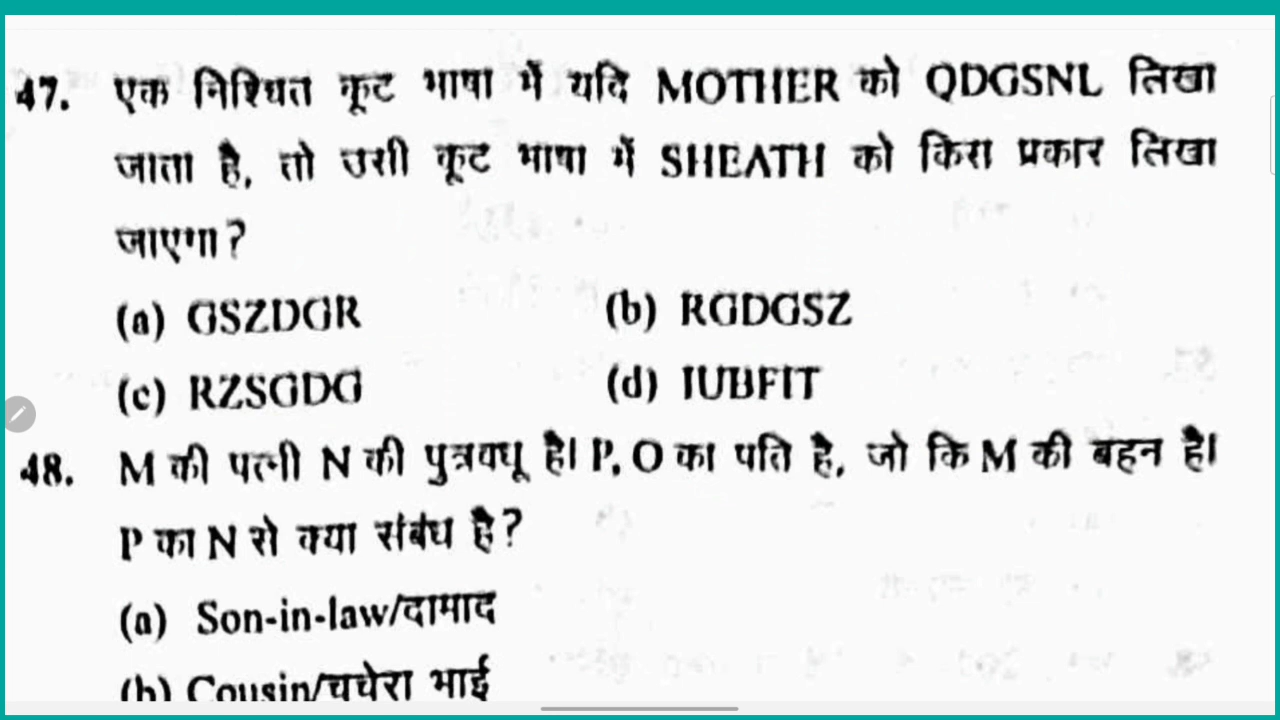 47. एक निश्चित कूट भाषा में यदि MOTHER को QDGSNL लिखा
जाता है, तो उसी कूट भाषा में SHEATH को किस प्रकार लिखा
जाएगा?
(a) GSZDGR (b) RGDGSZ
(c) RZSGDG (d) IUBFIT
48. M की पत्नी N की पुत्रवधू है। P, O का पति है, जो कि M की बहन है।
P का N से क्या संबंध है?
(a) Son-in-law/दामाद
(b) Cousin/चचेरा भाई